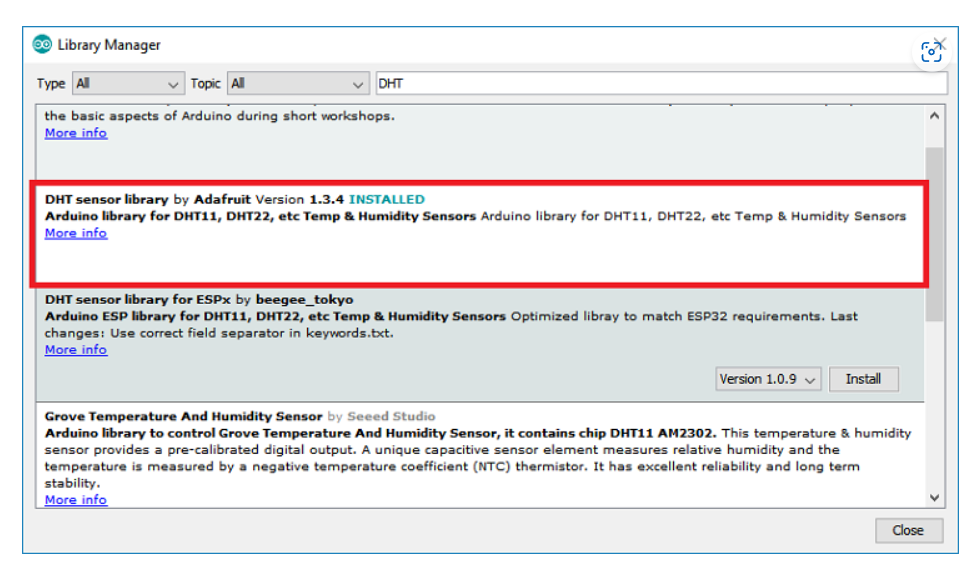 Library Manager
Type All Topic All DHT
the basic aspects of Arduino during short workshops.
More info
DHT sensor library by Adafruit Version 1.3.4 INSTALLED
Arduino library for DHT11, DHT22, etc Temp & Humidity Sensors Arduino library for DHT11, DHT22, etc Temp & Humidity Sensors
More info
DHT sensor library for ESPx by beegee_tokyo
Arduino ESP library for DHT11, DHT22, etc Temp & Humidity Sensors Optimized libray to match ESP32 requirements. Last
changes: Use correct field separator in keywords.txt.
More info
Version 1.0.9 Install
Grove Temperature And Humidity Sensor by Seeed Studio
Arduino library to control Grove Temperature And Humidity Sensor, it contains chip DHT11 AM2302. This temperature & humidity
sensor provides a pre-calibrated digital output. A unique capacitive sensor element measures relative humidity and the
temperature is measured by a negative temperature coefficient (NTC) thermistor. It has excellent reliability and long term
stability.
More info
Close